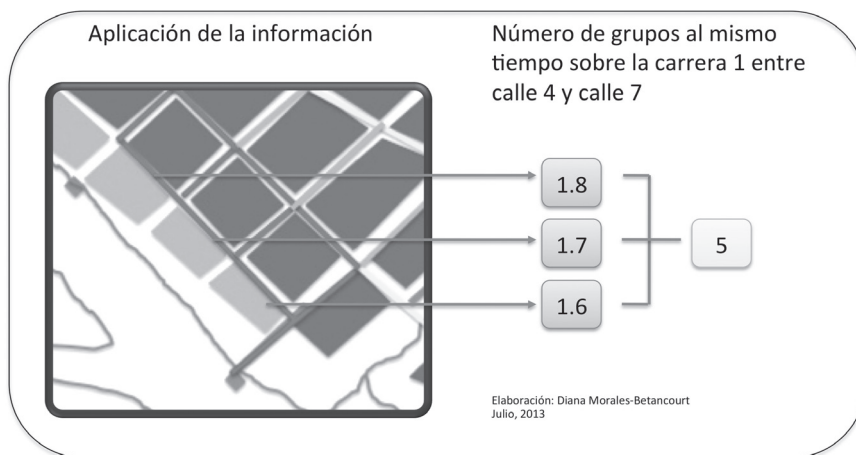 Aplicación de la información
Número de grupos al mismo
tiempo sobre la carrera 1 entre
calle 4 y calle 7
1.8
1.7
5
1.6
Elaboración: Diana Morales-Betancourt
Julio, 2013